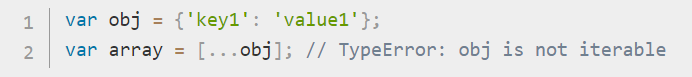 1 var obj = {'key1': 'value1'};
2 var array = [...obj]; // TypeError: obj is not iterable